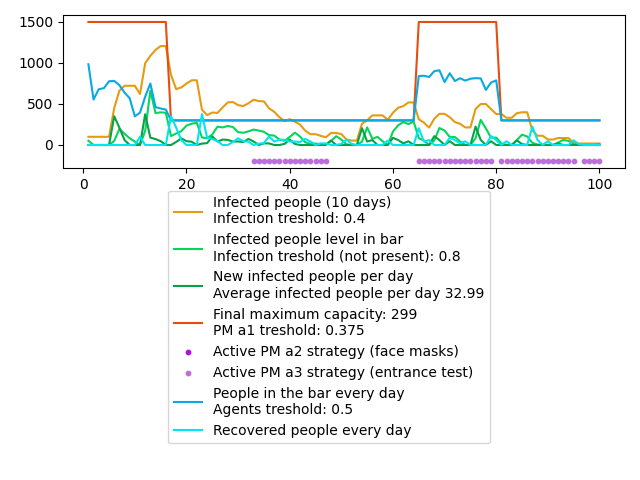 1500
1000
500
0
0
20
40
60
80
100
Infected people (10 days)
Infection treshold: 0.4
Infected people level in bar
Infection treshold (not present): 0.8
New infected people per day
Average infected people per day 32.99
Final maximum capacity: 299
PM a1 treshold: 0.375
Active PM a2 strategy (face masks)
Active PM a3 strategy (entrance test)
People in the bar every day
Agents treshold: 0.5
Recovered people every day